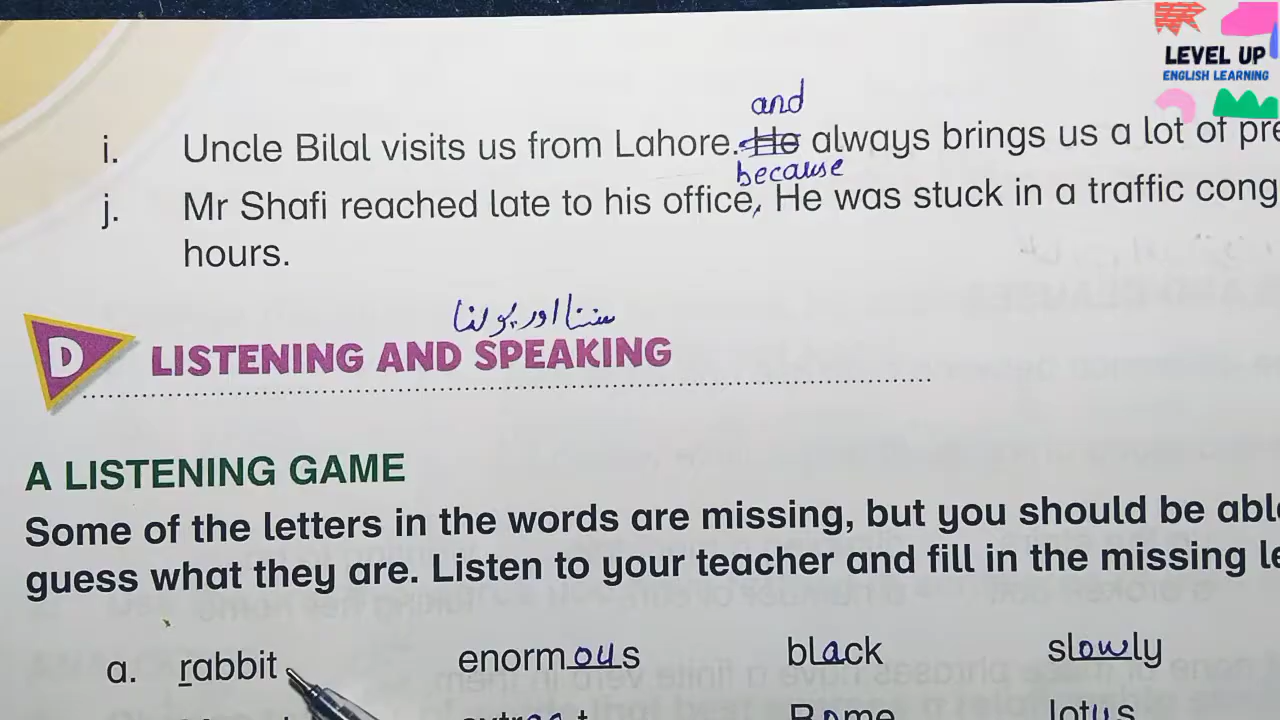 LEVEL UP
ENGLISH LEARNING
and
i. Uncle Bilal visits us from Lahore. He always brings us a lot of pre
because
j. Mr Shafi reached late to his office, He was stuck in a traffic cong
hours.
سننا اور بولنا
D LISTENING AND SPEAKING
A LISTENING GAME
Some of the letters in the words are missing, but you should be abl
guess what they are. Listen to your teacher and fill in the missing le
a. rabbit enormous black slowly
Rome lotus